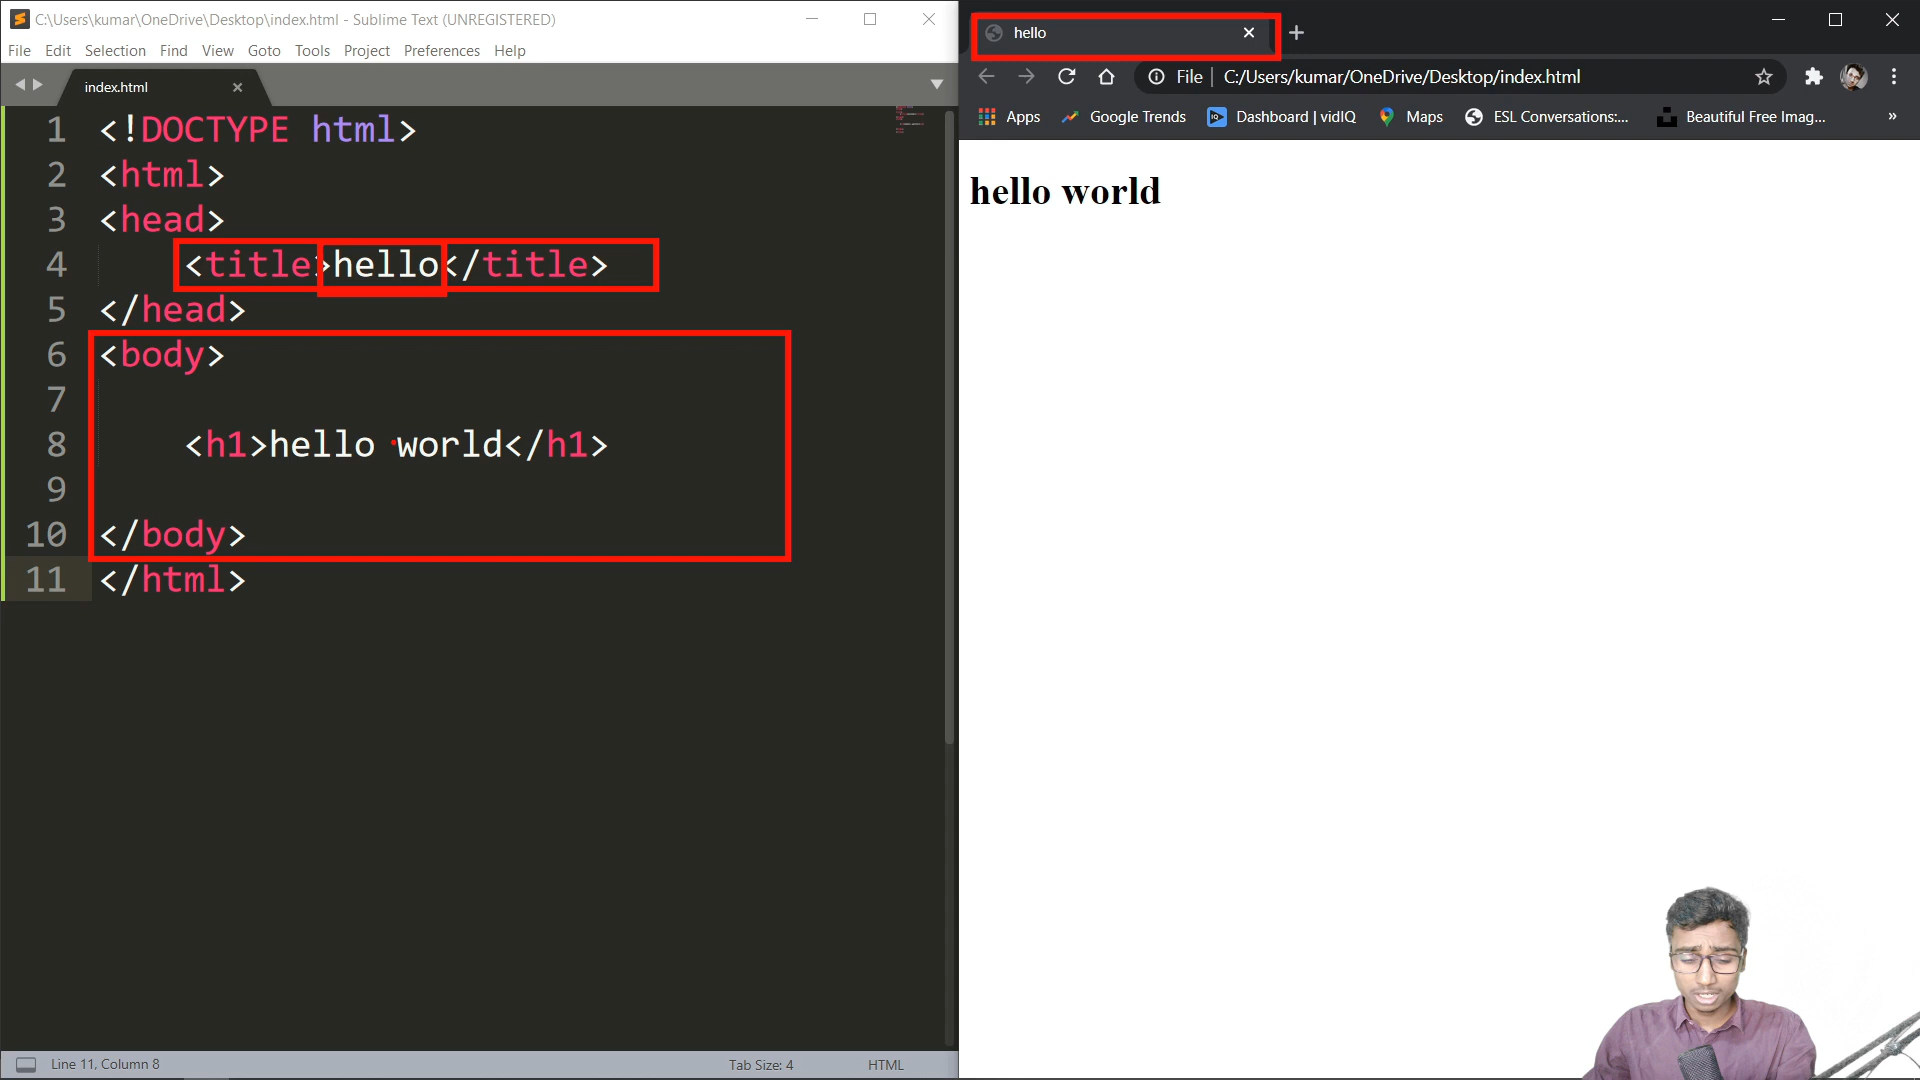 C:\Users\kumar\OneDrive\Desktop\index.html - Sublime Text (UNREGISTERED)
File Edit Selection Find View Goto Tools Project Preferences Help
index.html
1 <!DOCTYPE html>
2 <html>
3 <head>
4 <title>hello</title>
5 </head>
6 <body>
7
8 <h1>hello world</h1>
9
10 </body>
11 </html>
Line 11, Column 8
Tab Size: 4
HTML
hello
File C:/Users/kumar/OneDrive/Desktop/index.html
Apps Google Trends Dashboard | vidIQ Maps ESL Conversations:... Beautiful Free Imag... »
hello world